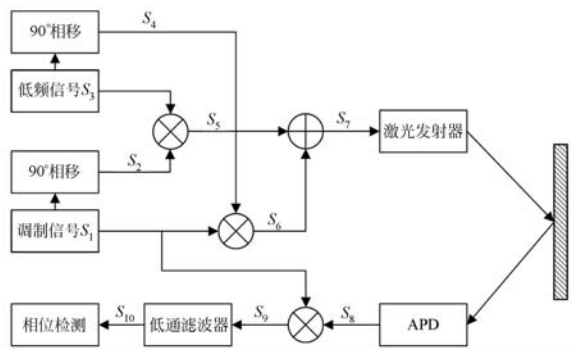 90°相移
S4
低频信号S3
S5
S7
激光发射器
90°相移
S2
调制信号S1
S6
相位检测
S10
低通滤波器
S9
S8
APD